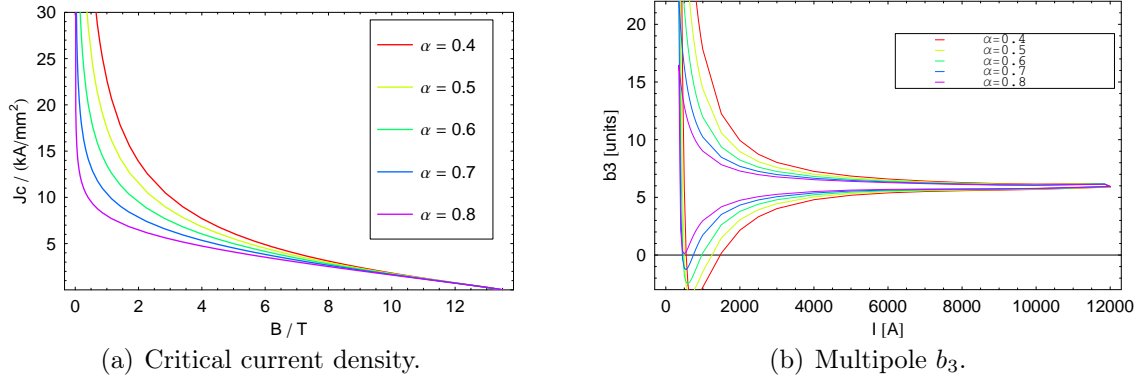 30
25
20
15
10
5
0 2 4 6 8 10 12
Jc / (kA/mm²)
B / T
α = 0.4
α = 0.5
α = 0.6
α = 0.7
α = 0.8
(a) Critical current density.
20
15
10
5
0
0 2000 4000 6000 8000 10000 12000
b3 [units]
I [A]
α=0.4
α=0.5
α=0.6
α=0.7
α=0.8
(b) Multipole b₃.